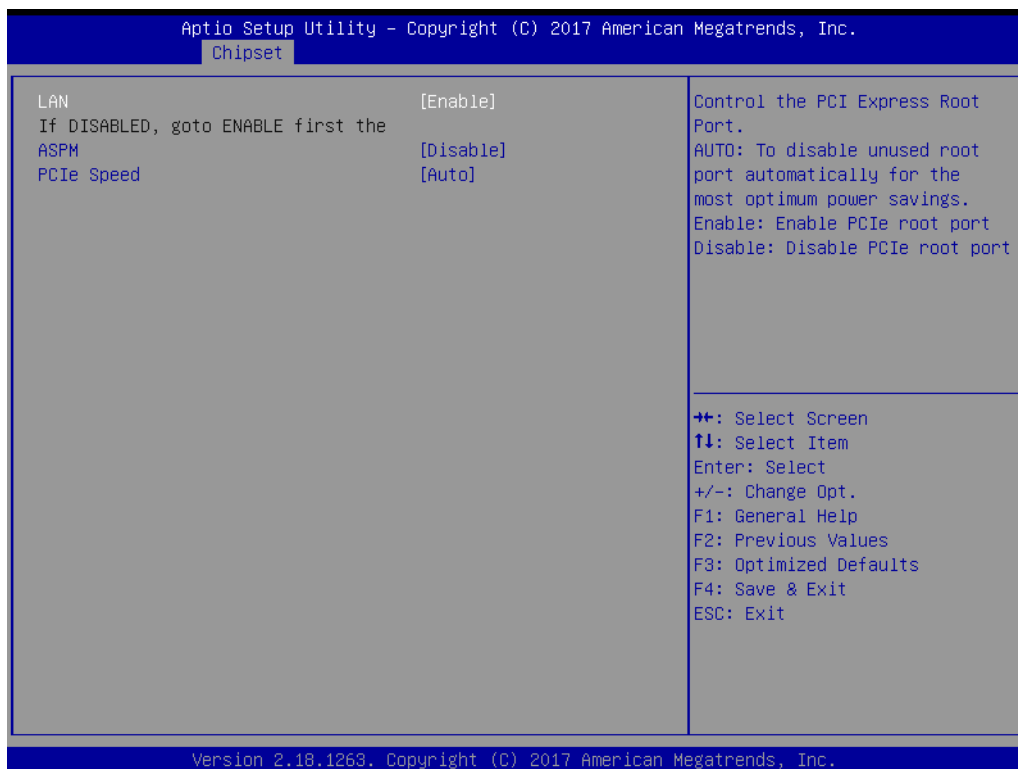 Aptio Setup Utility – Copyright (C) 2017 American Megatrends, Inc.
Chipset
LAN [Enable]
If DISABLED, goto ENABLE first the
ASPM [Disable]
PCIe Speed [Auto]
Control the PCI Express Root
Port.
AUTO: To disable unused root
port automatically for the
most optimum power savings.
Enable: Enable PCIe root port
Disable: Disable PCIe root port
→←: Select Screen
↑↓: Select Item
Enter: Select
+/-: Change Opt.
F1: General Help
F2: Previous Values
F3: Optimized Defaults
F4: Save & Exit
ESC: Exit
Version 2.18.1263. Copyright (C) 2017 American Megatrends, Inc.